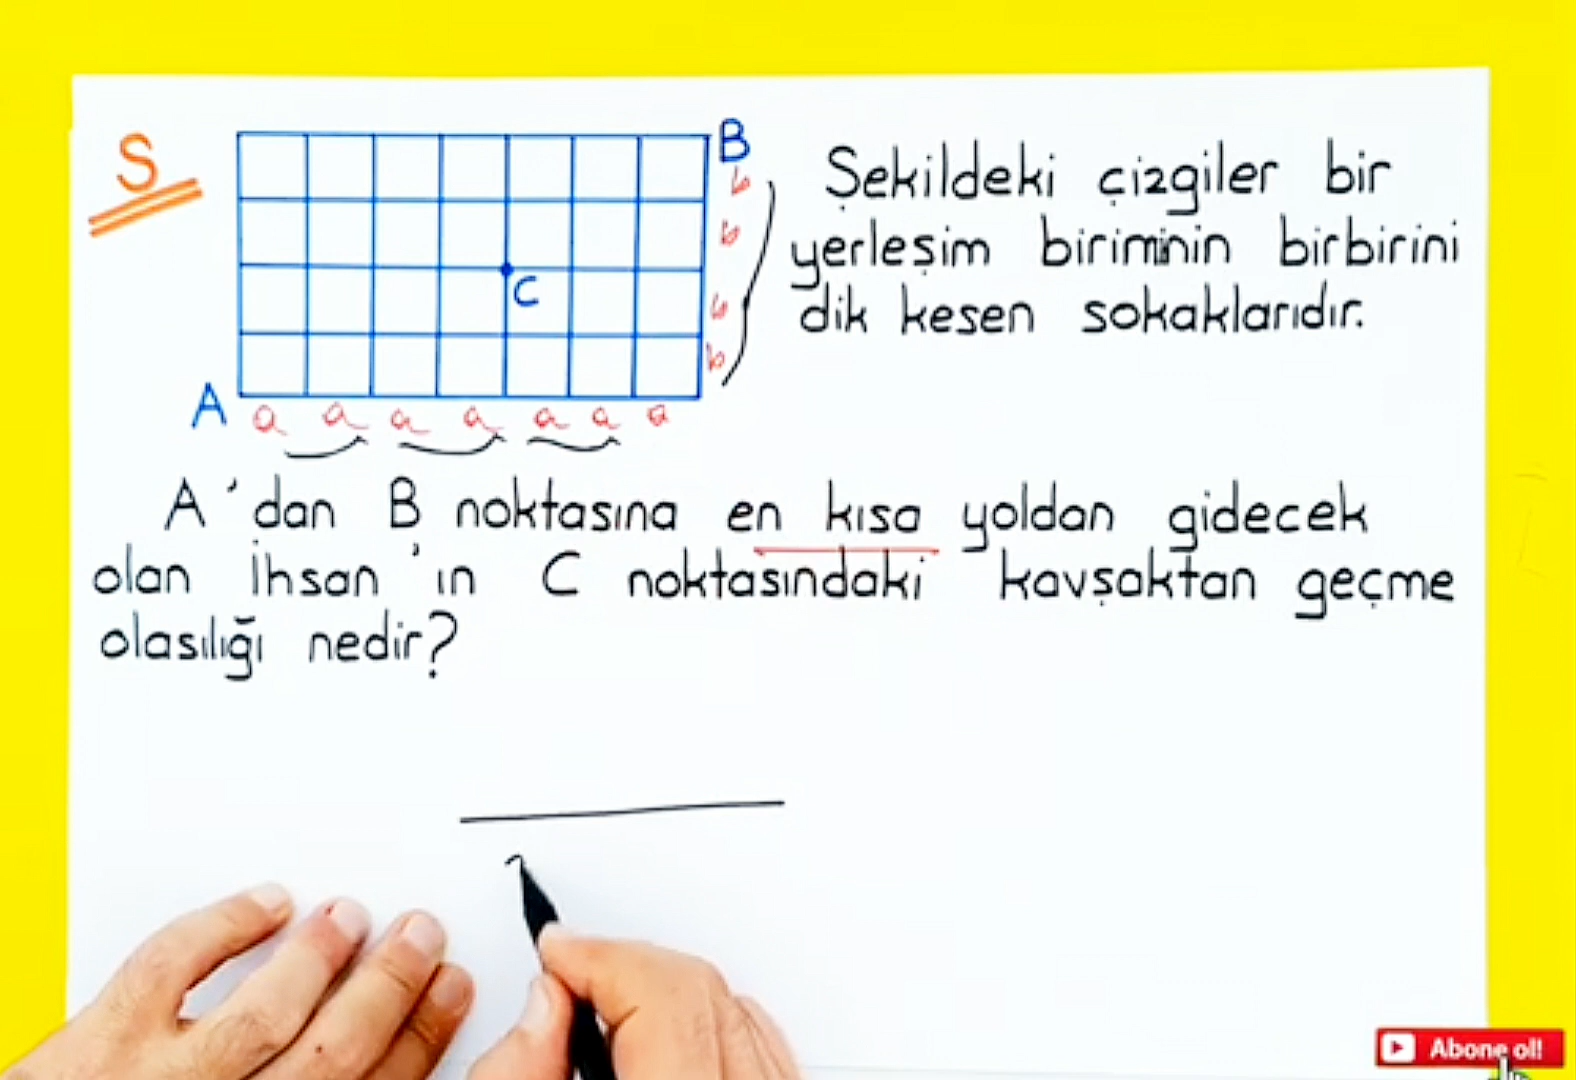 S
B
b
b
b
b
C
A
a a a a a a a
Şekildeki çizgiler bir
yerleşim biriminin birbirini
dik kesen sokaklarıdır.
A'dan B noktasına en kısa yoldan gidecek
olan İhsan'ın C noktasındaki kavşaktan geçme
olasılığı nedir?
Abone ol!